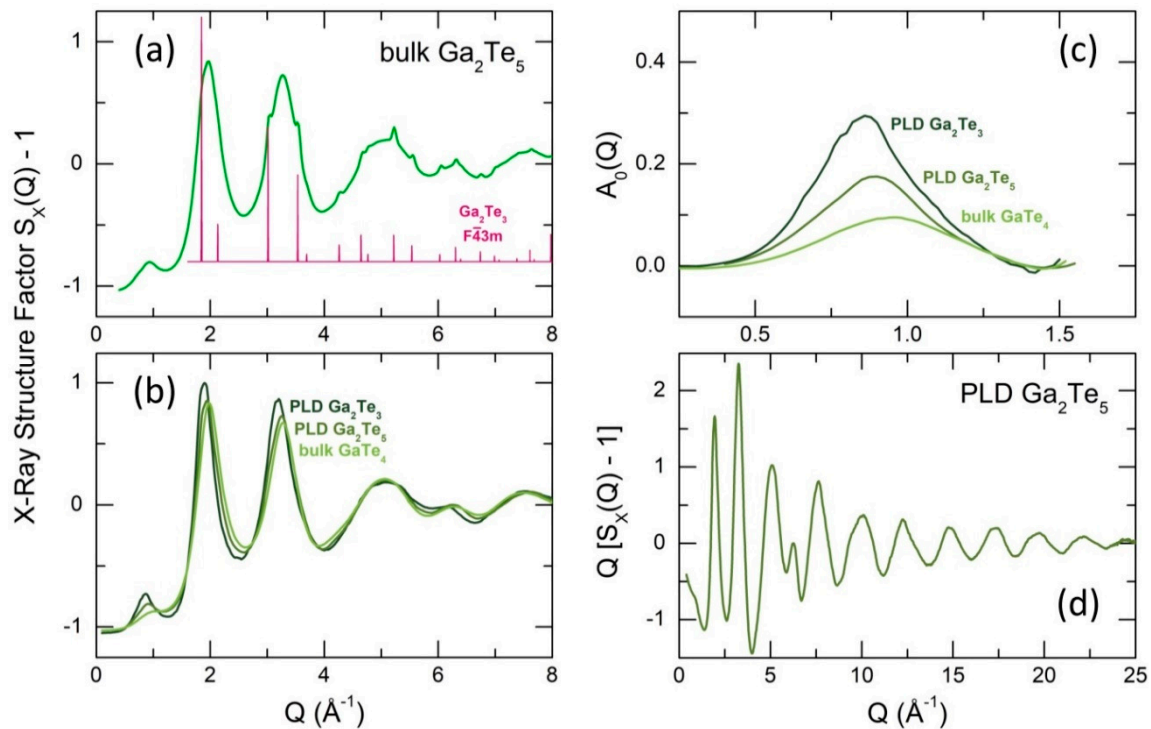 X-Ray Structure Factor Sₓ(Q) - 1
(a)
bulk Ga₂Te₅
1
0
-1
Ga₂Te₃
F4̅3m
0 2 4 6 8
(b)
1
0
-1
PLD Ga₂Te₃
PLD Ga₂Te₅
bulk GaTe₄
0 2 4 6 8
Q (Å⁻¹)
(c)
A₀(Q)
0.4
0.2
0.0
PLD Ga₂Te₃
PLD Ga₂Te₅
bulk GaTe₄
0.5 1.0 1.5
PLD Ga₂Te₅
Q [Sₓ(Q) - 1]
2
1
0
-1
(d)
0 5 10 15 20 25
Q (Å⁻¹)